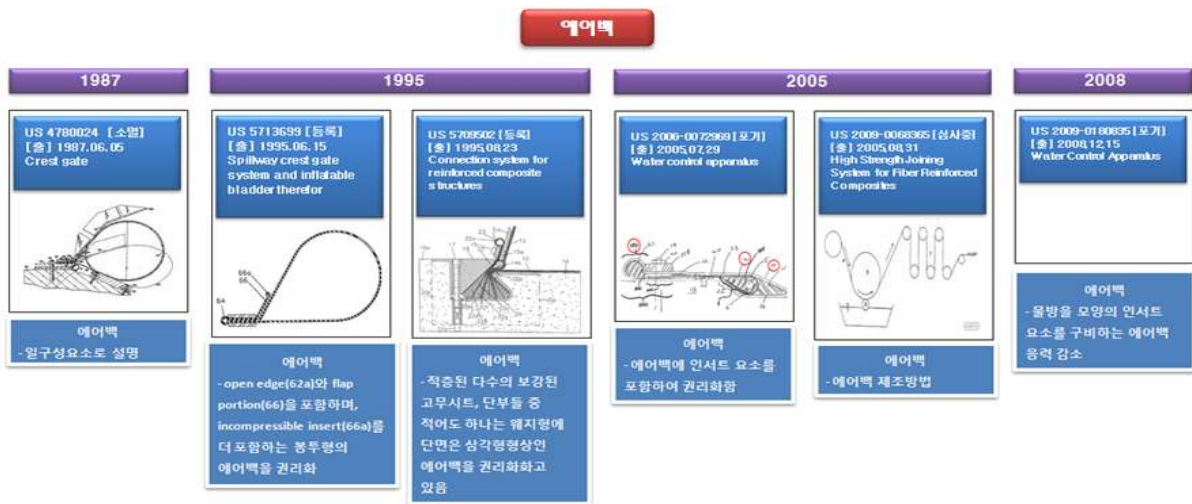 에어백
1987
1995
2005
2008
US 4780024 [소멸]
[출] 1987.06.05
Crest gate
에어백
-일구성요소로 설명
US 5713699 [등록]
[출] 1995.06.15
Spillway crest gate
system and inflatable
bladder therefor
66a
66
64
에어백
- open edge(62a)와 flap
portion(66)을 포함하며,
incompressible insert(66a)를
더 포함하는 봉투형의
에어백을 권리화
US 5709502 [등록]
[출] 1995.08.23
Connection system for
reinforced composite
structures
에어백
- 적층된 다수의 보강된
고무시트, 단부들 중
적어도 하나는 웨지형에
단면은 삼각형형상인
에어백을 권리화화고
있음
US 2006-0072969 [포기]
[출] 2005.07.29
Water control apparatus
에어백
-에어백에 인서트 요소를
포함하여 권리화함
US 2009-0068365 [심사중]
[출] 2005.08.31
High Strength Joining
System for Fiber Reinforced
Composites
에어백
-에어백 제조방법
US 2009-0180835 [포기]
[출] 2008.12.15
Water Control Apparatus
에어백
-물방울 모양의 인서트
요소를 구비하는 에어백
응력 감소